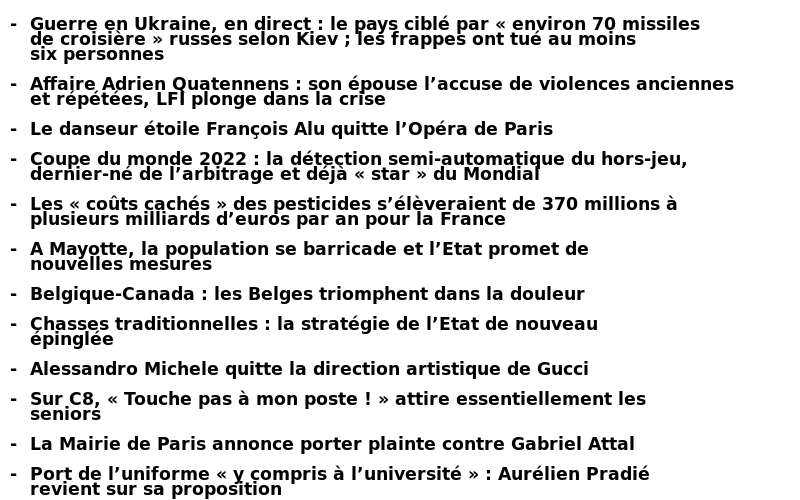 - Guerre en Ukraine, en direct : le pays ciblé par « environ 70 missiles
de croisière » russes selon Kiev ; les frappes ont tué au moins
six personnes
- Affaire Adrien Quatennens : son épouse l’accuse de violences anciennes
et répétées, LFI plonge dans la crise
- Le danseur étoile François Alu quitte l’Opéra de Paris
- Coupe du monde 2022 : la détection semi-automatique du hors-jeu,
dernier-né de l’arbitrage et déjà « star » du Mondial
- Les « coûts cachés » des pesticides s’élèveraient de 370 millions à
plusieurs milliards d’euros par an pour la France
- A Mayotte, la population se barricade et l’Etat promet de
nouvelles mesures
- Belgique-Canada : les Belges triomphent dans la douleur
- Chasses traditionnelles : la stratégie de l’Etat de nouveau
épinglée
- Alessandro Michele quitte la direction artistique de Gucci
- Sur C8, « Touche pas à mon poste ! » attire essentiellement les
seniors
- La Mairie de Paris annonce porter plainte contre Gabriel Attal
- Port de l’uniforme « y compris à l’université » : Aurélien Pradié
revient sur sa proposition